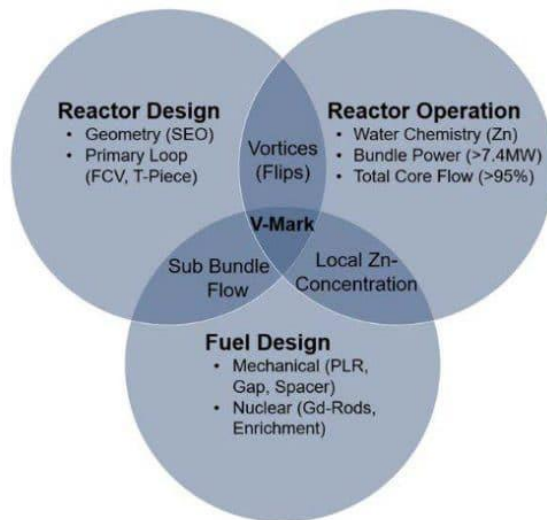 Reactor Design
• Geometry (SEO)
• Primary Loop
(FCV, T-Piece)
Vortices
(Flips)
Reactor Operation
• Water Chemistry (Zn)
• Bundle Power (>7.4MW)
• Total Core Flow (>95%)
V-Mark
Sub Bundle
Flow
Local Zn-
Concentration
Fuel Design
• Mechanical (PLR,
Gap, Spacer)
• Nuclear (Gd-Rods,
Enrichment)